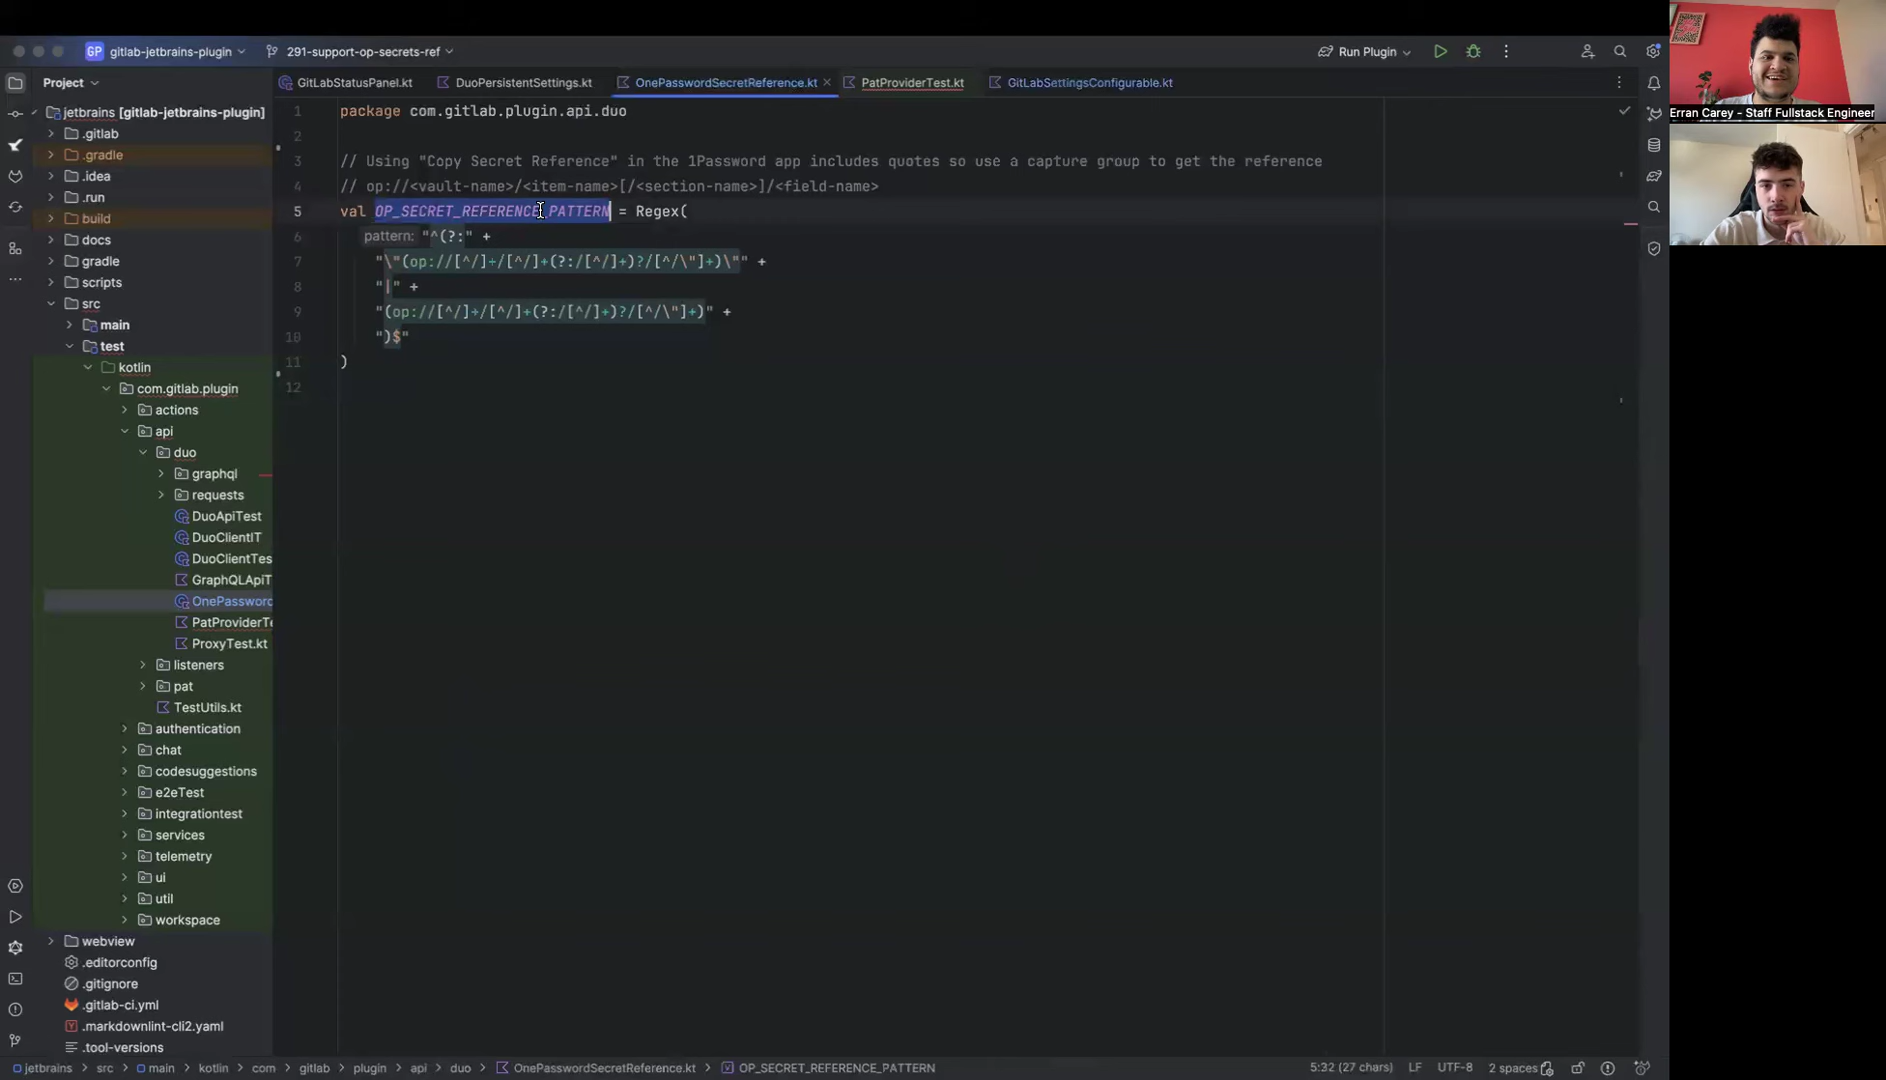 GP gitlab-jetbrains-plugin
291-support-op-secrets-ref
Run Plugin
Project
GitLabStatusPanel.kt
DuoPersistentSettings.kt
OnePasswordSecretReference.kt
PatProviderTest.kt
GitLabSettingsConfigurable.kt
jetbrains [gitlab-jetbrains-plugin]
.gitlab
.gradle
.idea
.run
build
docs
gradle
scripts
src
main
test
kotlin
com.gitlab.plugin
actions
api
duo
graphql
requests
DuoApiTest
DuoClientIT
DuoClientTes
GraphQLApiT
OnePassword
PatProviderTe
ProxyTest.kt
listeners
pat
TestUtils.kt
authentication
chat
codesuggestions
e2eTest
integrationtest
services
telemetry
ui
util
workspace
webview
.editorconfig
.gitignore
.gitlab-ci.yml
.markdownlint-cli2.yaml
.tool-versions
1 package com.gitlab.plugin.api.duo
2
3 // Using "Copy Secret Reference" in the 1Password app includes quotes so use a capture group to get the reference
4 // op://<vault-name>/<item-name>[/<section-name>]/<field-name>
5 val OP_SECRET_REFERENCE_PATTERN = Regex(
6 pattern: "^(?:" +
7 "\"(op://[^/]+/[^/]+(?:/[^/]+)?/[^/\"]+)\"" +
8 "|" +
9 "(op://[^/]+/[^/]+(?:/[^/]+)?/[^/\"]+)" +
10 ")$"
11 )
12
Erran Carey - Staff Fullstack Engineer
jetbrains > src > main > kotlin > com > gitlab > plugin > api > duo > OnePasswordSecretReference.kt > OP_SECRET_REFERENCE_PATTERN
5:32 (27 chars) LF UTF-8 2 spaces